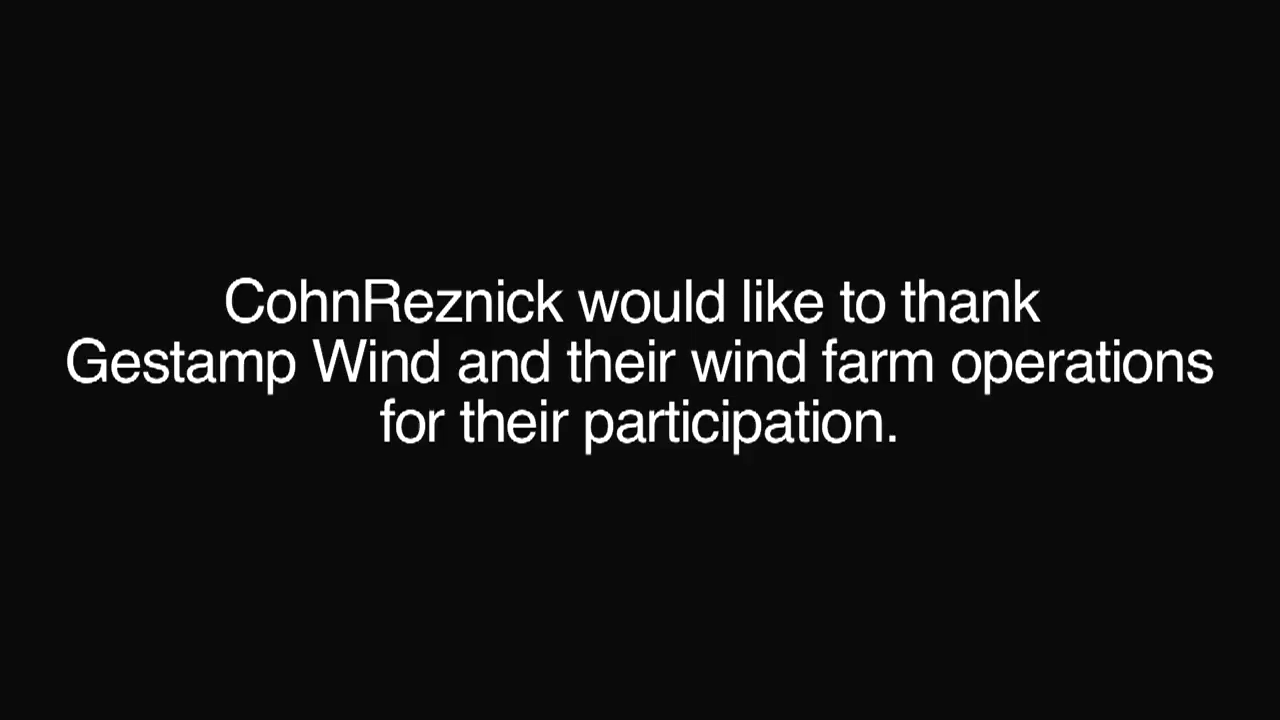 CohnReznick would like to thank
Gestamp Wind and their wind farm operations
for their participation.